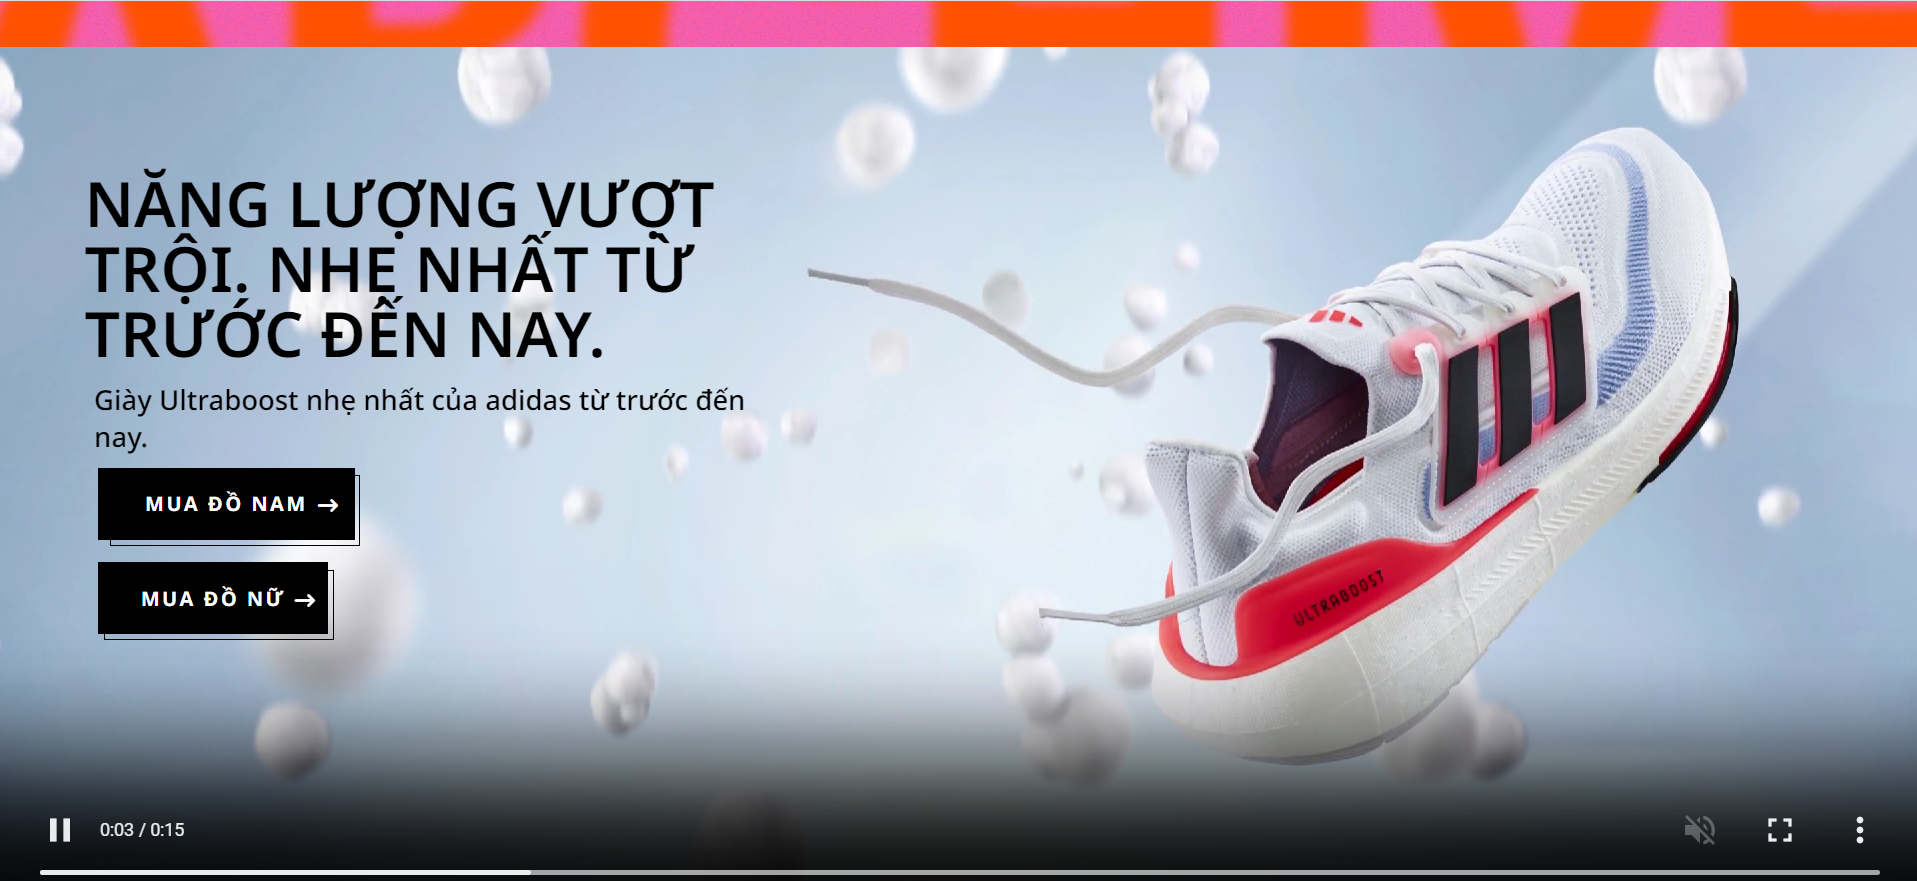 NĂNG LƯỢNG VƯỢT
TRỘI. NHẸ NHẤT TỪ
TRƯỚC ĐẾN NAY.
Giày Ultraboost nhẹ nhất của adidas từ trước đến
nay.
MUA ĐỒ NAM →
MUA ĐỒ NỮ →
ULTRABOOST
0:03 / 0:15